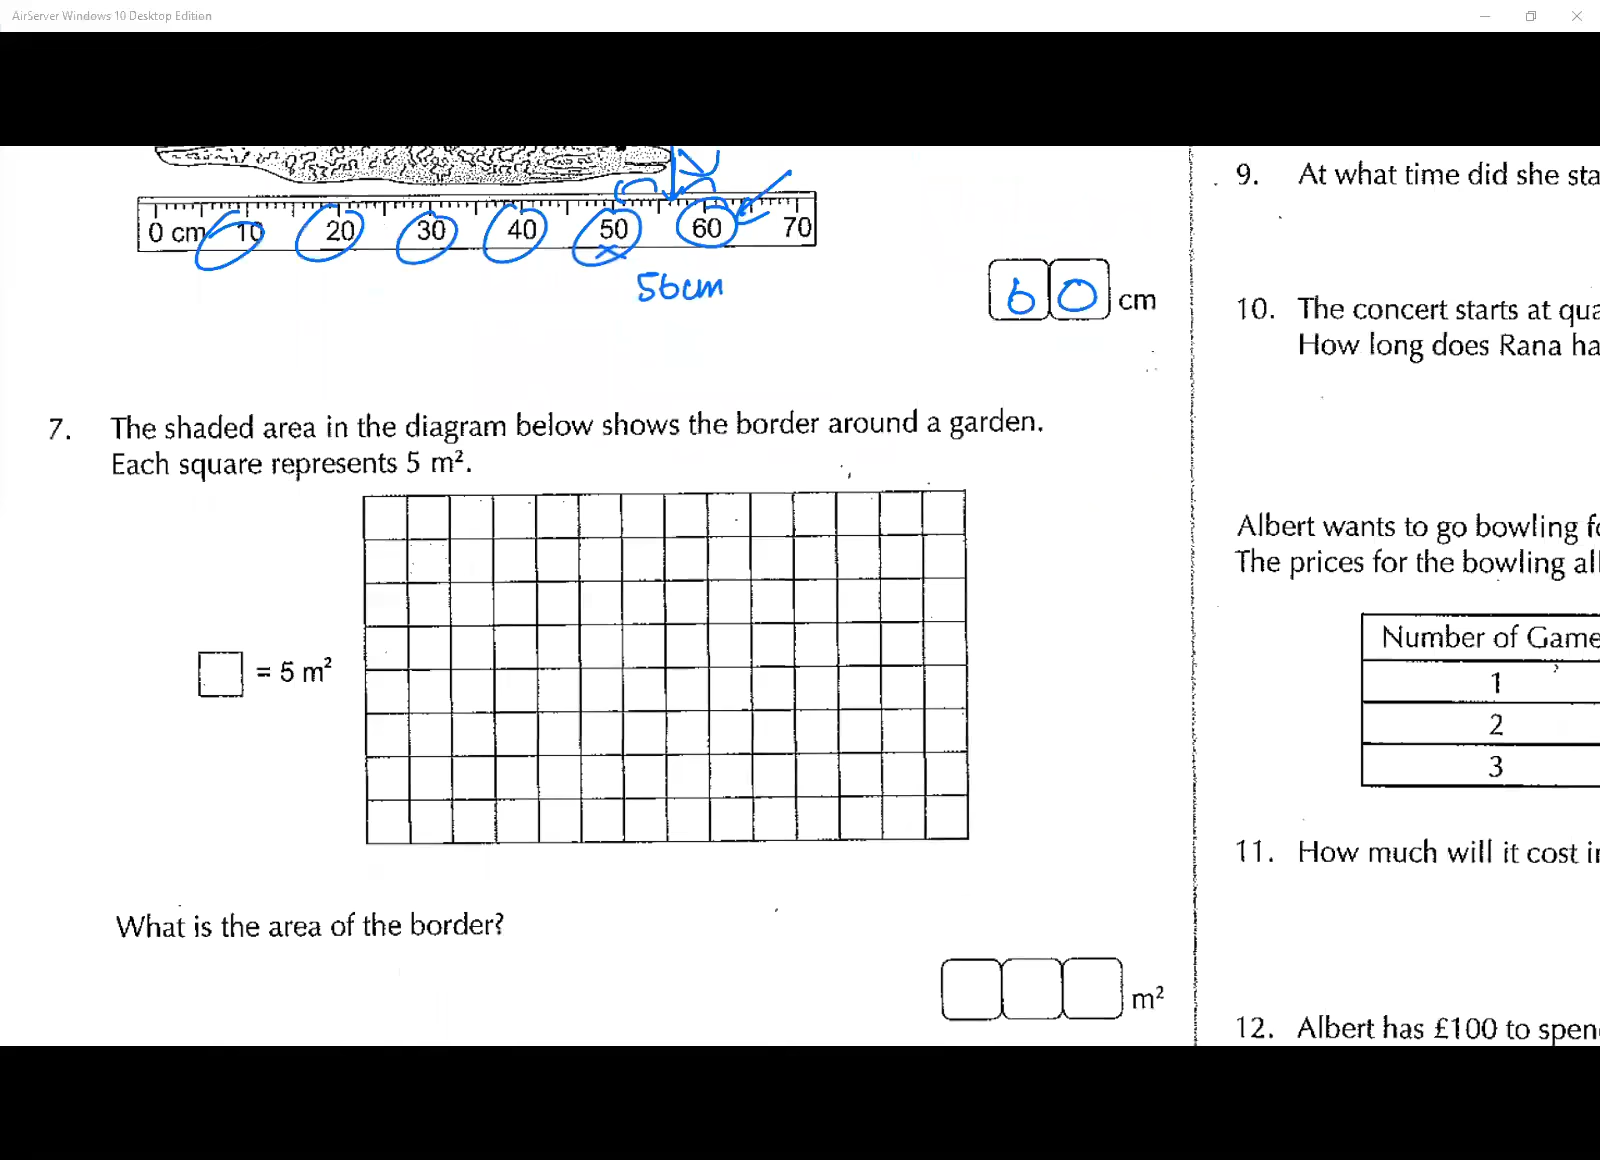 AirServer Windows 10 Desktop Edition
0 cm 10 20 30 40 50 60 70
56cm
60 cm
7. The shaded area in the diagram below shows the border around a garden.
Each square represents 5 m².
= 5 m²
What is the area of the border?
m²
9. At what time did she sta
10. The concert starts at qua
How long does Rana ha
Albert wants to go bowling fo
The prices for the bowling all
Number of Game
1
2
3
11. How much will it cost in
12. Albert has £100 to spen